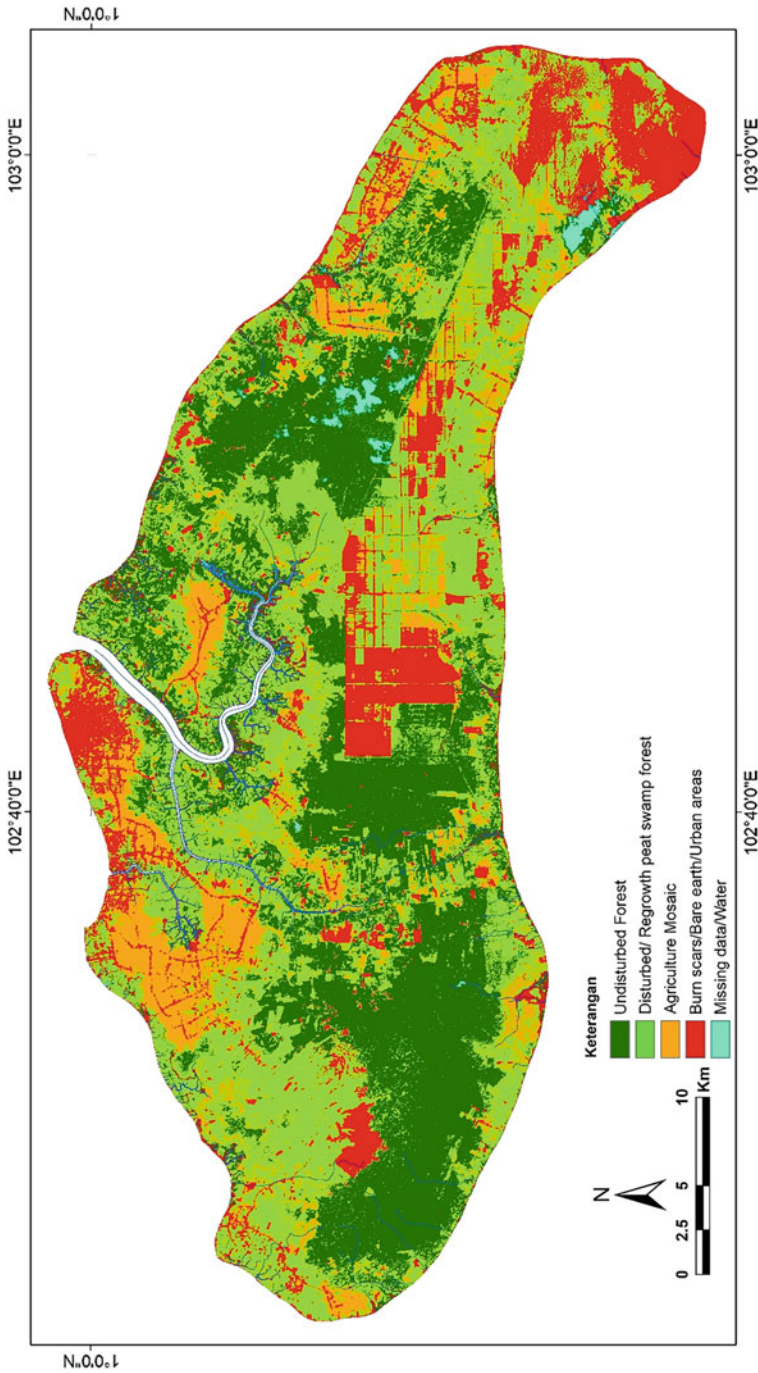 103°0'0"E
102°40'0"E
1°0'0"N
1°0'0"N
103°0'0"E
102°40'0"E
Keterangan
Undisturbed Forest
Disturbed/ Regrowth peat swamp forest
Agriculture Mosaic
Burn scars/Bare earth/Urban areas
Missing data/Water
N
0 2.5 5 10
Km